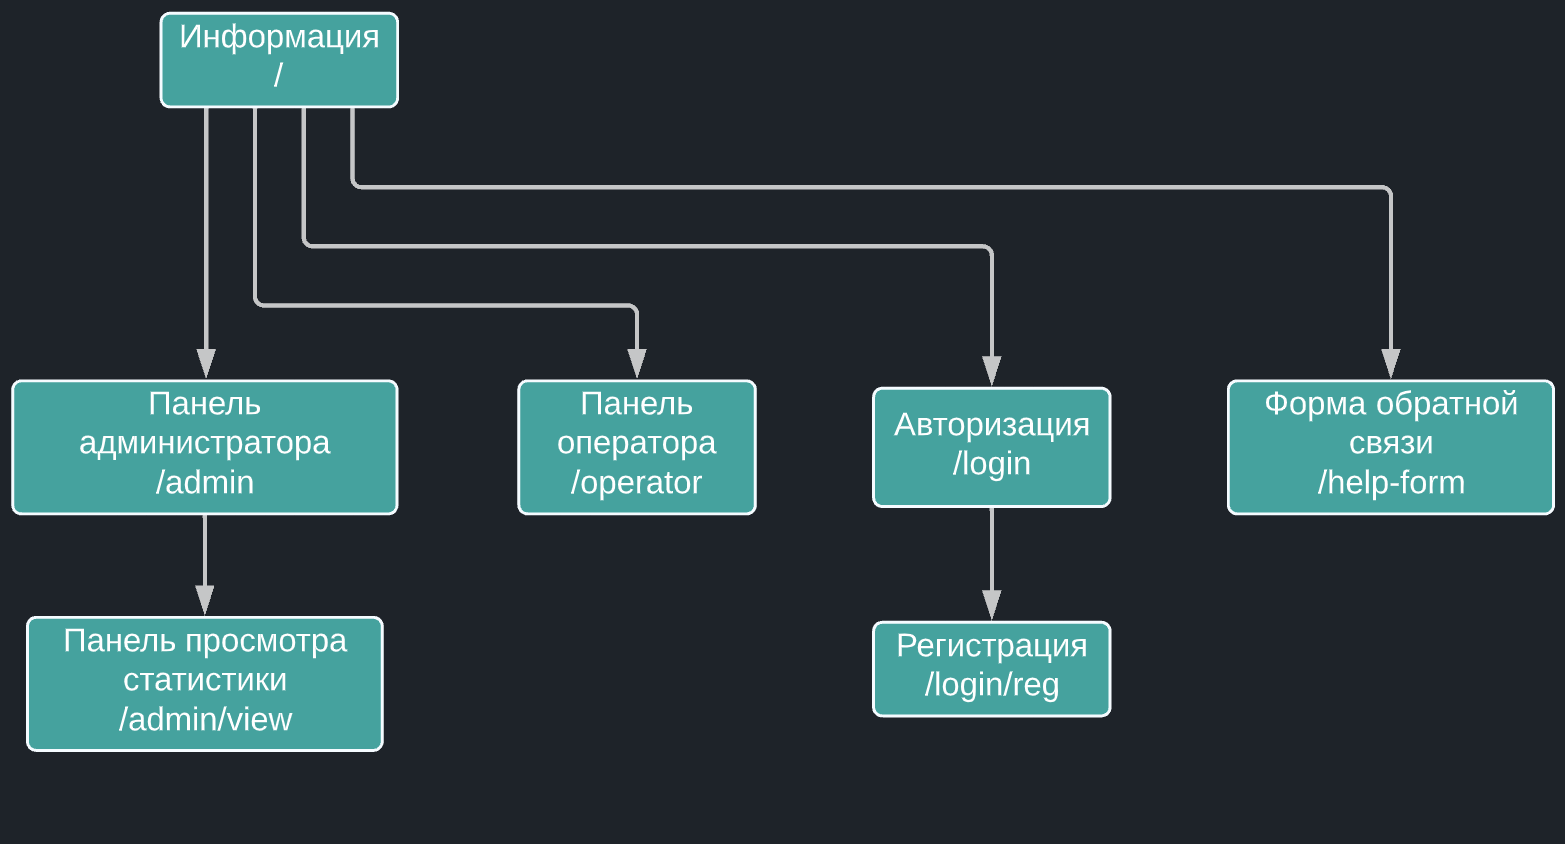 Информация
/
Панель
администратора
/admin
Панель
оператора
/operator
Авторизация
/login
Форма обратной
связи
/help-form
Панель просмотра
статистики
/admin/view
Регистрация
/login/reg